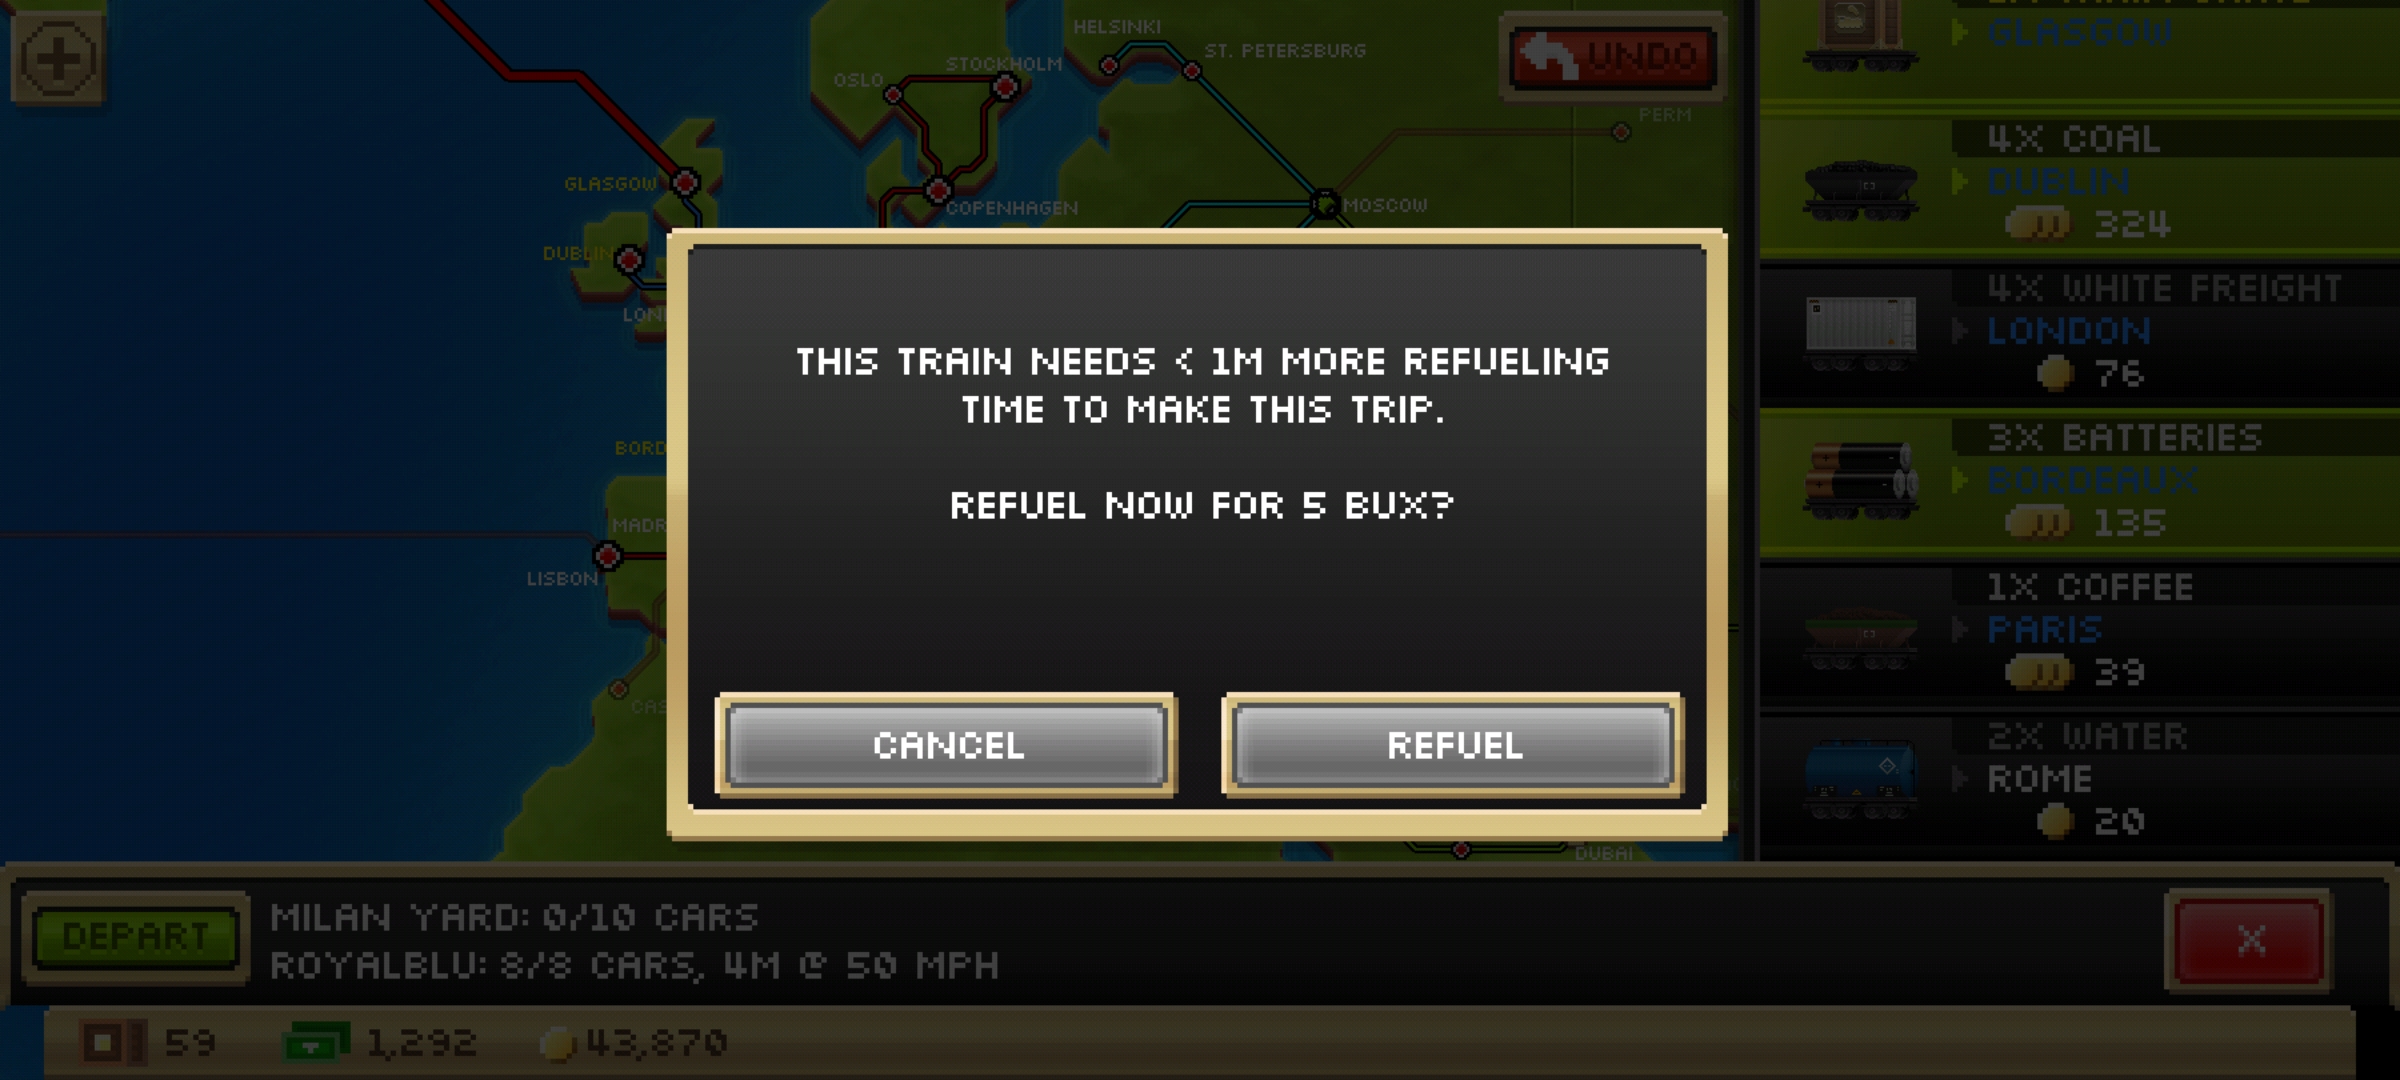 HELSINKI
ST. PETERSBURG
STOCKHOLM
OSLO
UNDO
PERM
GLASGOW
COPENHAGEN
MOSCOW
DUBLIN
LISBON
DUBAI
THIS TRAIN NEEDS < 1M MORE REFUELING
TIME TO MAKE THIS TRIP.
REFUEL NOW FOR 5 BUX?
CANCEL
REFUEL
GLASGOW
4X COAL
DUBLIN
324
4X WHITE FREIGHT
LONDON
76
3X BATTERIES
BORDEAUX
135
1X COFFEE
PARIS
39
2X WATER
ROME
20
DEPART
MILAN YARD: 0/10 CARS
ROYALBLU: 8/8 CARS, 4M @ 50 MPH
X
59
1,292
43,870